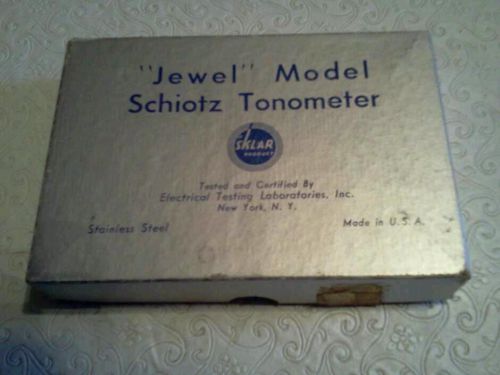 "Jewel" Model
Schiotz Tonometer
SKLAR
PRODUCT
Tested and Certified By
Electrical Testing Laboratories, Inc.
New York, N. Y.
Stainless Steel
Made in U.S.A.